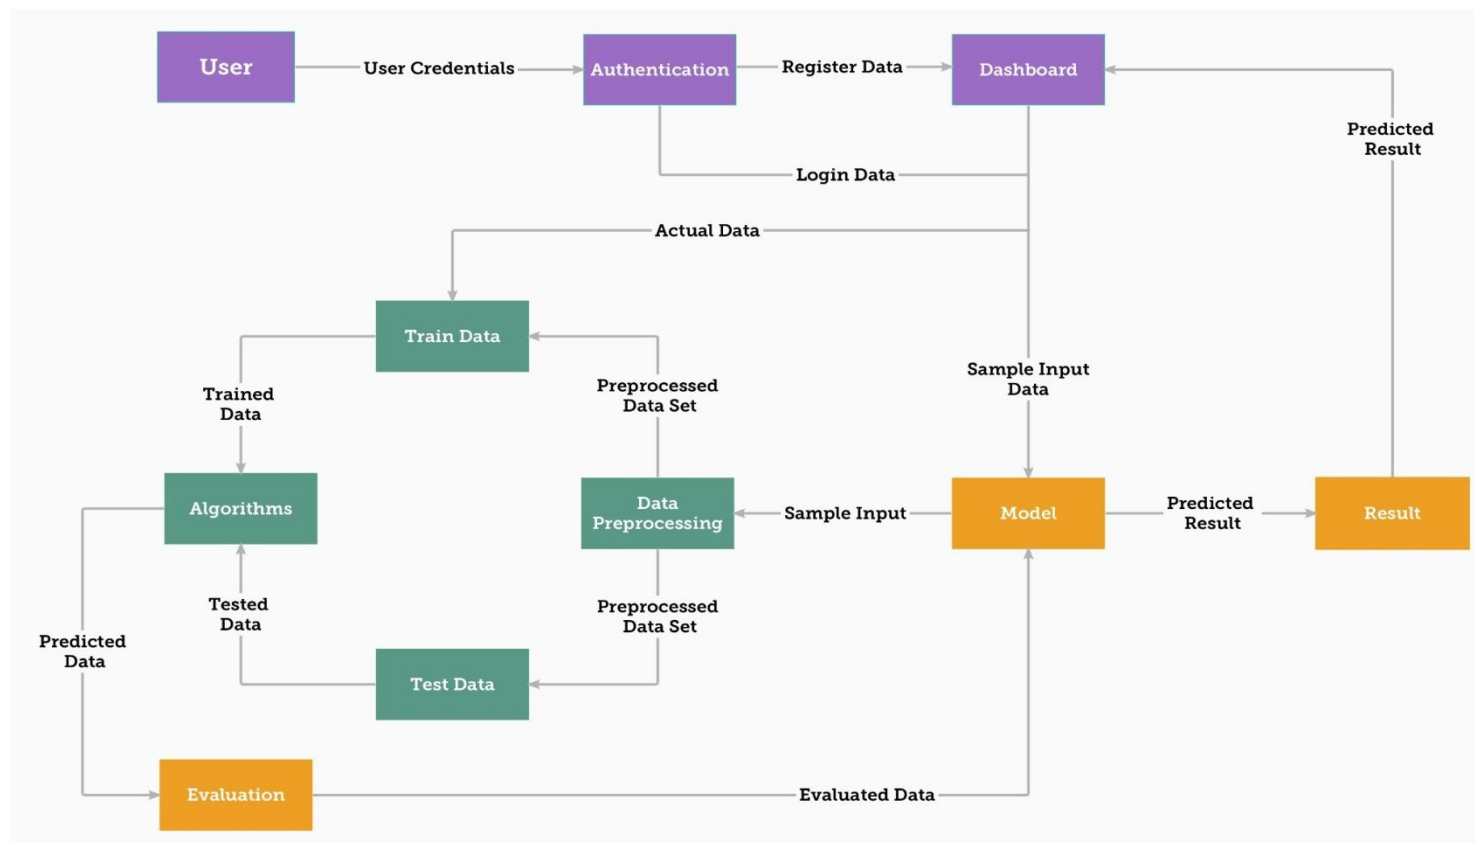 User
User Credentials
Authentication
Register Data
Dashboard
Predicted
Result
Login Data
Actual Data
Train Data
Preprocessed
Data Set
Sample Input
Data
Trained
Data
Algorithms
Data
Preprocessing
Sample Input
Model
Predicted
Result
Result
Tested
Data
Preprocessed
Data Set
Predicted
Data
Test Data
Evaluation
Evaluated Data